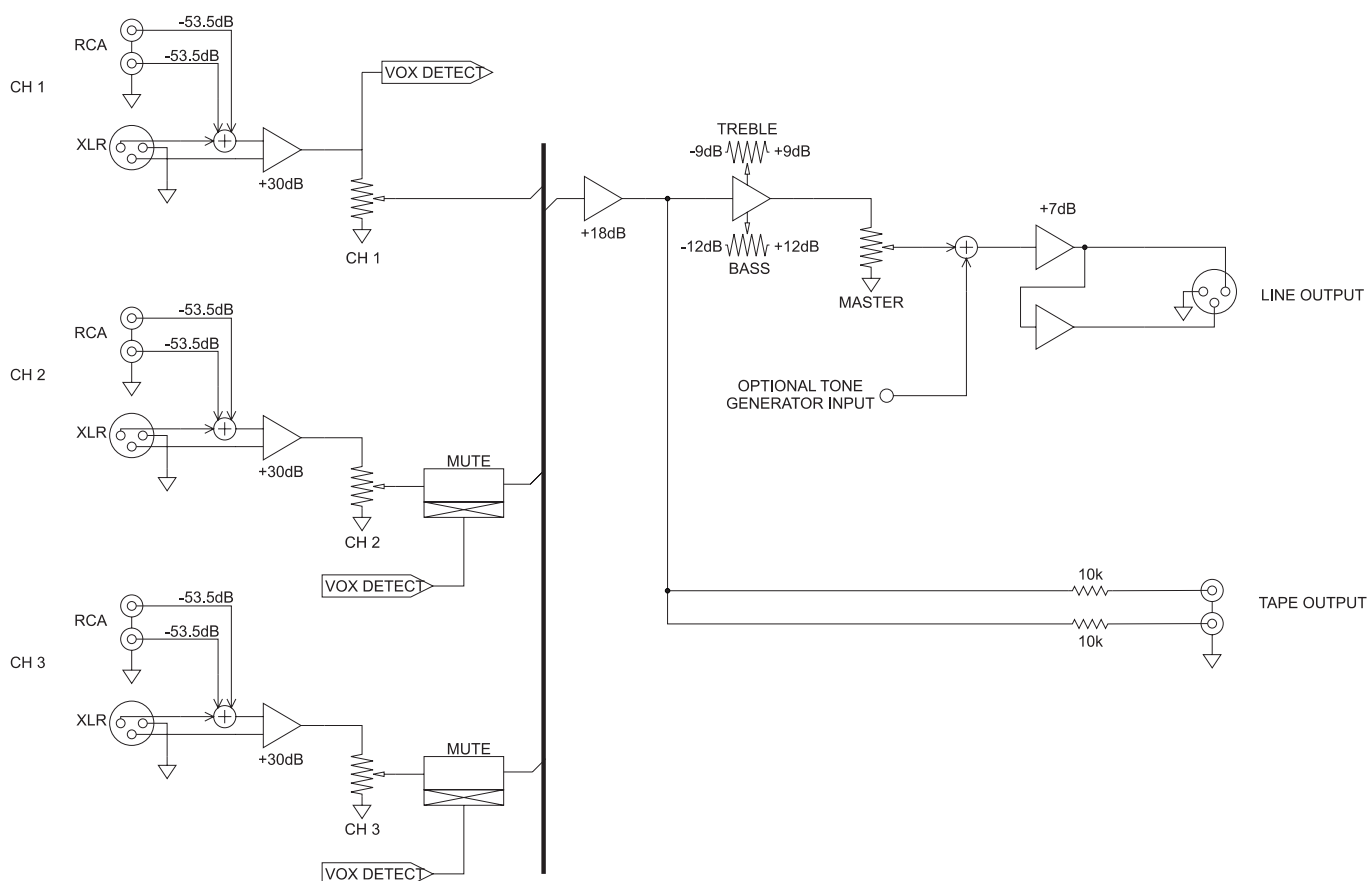 -53.5dB
RCA
-53.5dB
CH 1
VOX DETECT
XLR
+30dB
CH 1
+18dB
TREBLE
-9dB +9dB
-12dB +12dB
BASS
MASTER
+7dB
LINE OUTPUT
OPTIONAL TONE
GENERATOR INPUT
-53.5dB
RCA
-53.5dB
CH 2
XLR
+30dB
MUTE
CH 2
VOX DETECT
10k
TAPE OUTPUT
10k
-53.5dB
RCA
-53.5dB
CH 3
XLR
+30dB
MUTE
CH 3
VOX DETECT